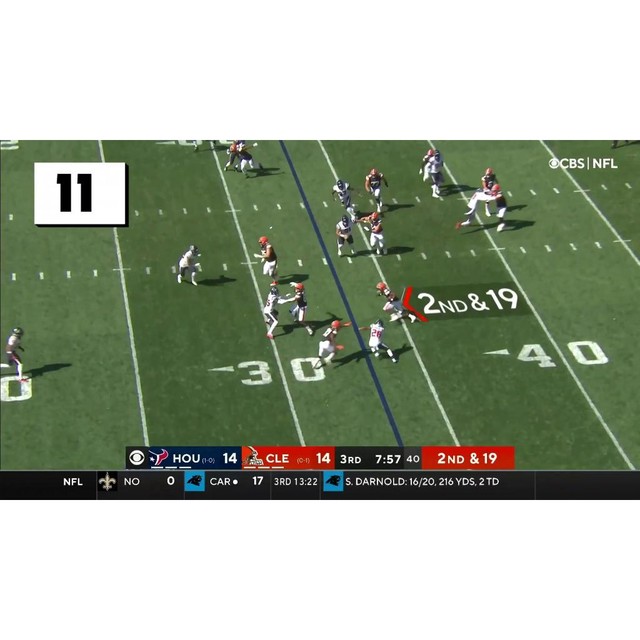 11
CBS | NFL
2ND & 19
30
40
0
HOU (1-0) 14 CLE (0-1) 14 3RD 7:57 40 2ND & 19
NFL NO 0 CAR 17 3RD 13:22 S. DARNOLD: 16/20, 216 YDS, 2 TD